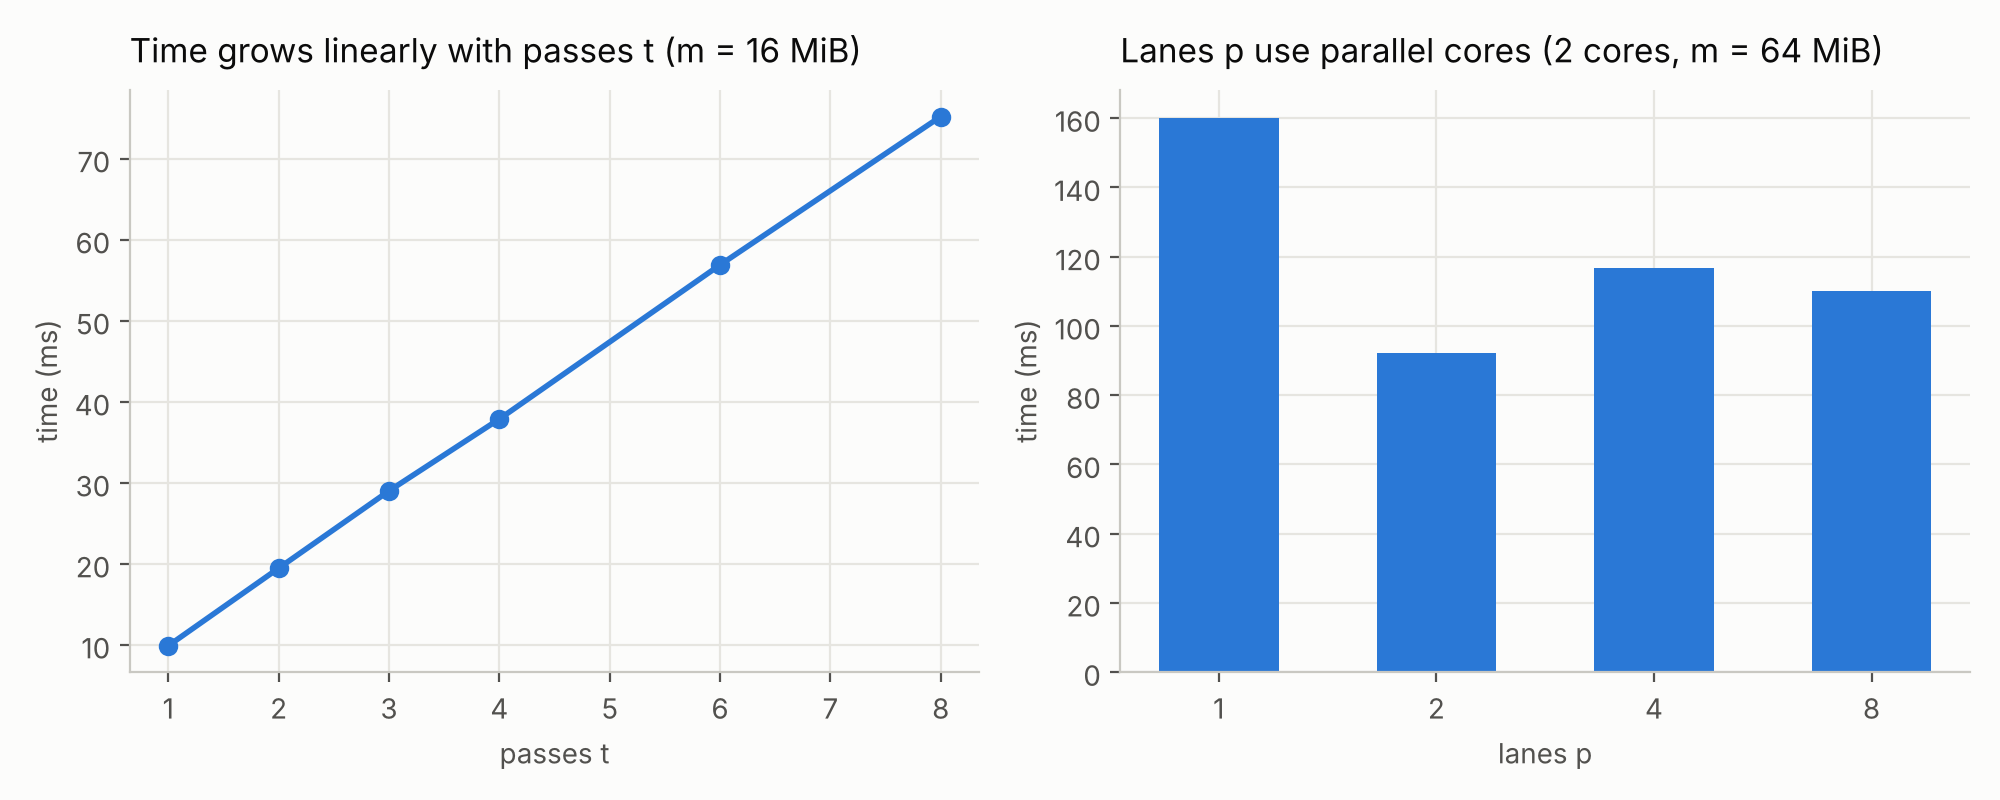 Time grows linearly with passes t (m = 16 MiB)
time (ms)
70
60
50
40
30
20
10
1 2 3 4 5 6 7 8
passes t
Lanes p use parallel cores (2 cores, m = 64 MiB)
time (ms)
160
140
120
100
80
60
40
20
0
1 2 4 8
lanes p